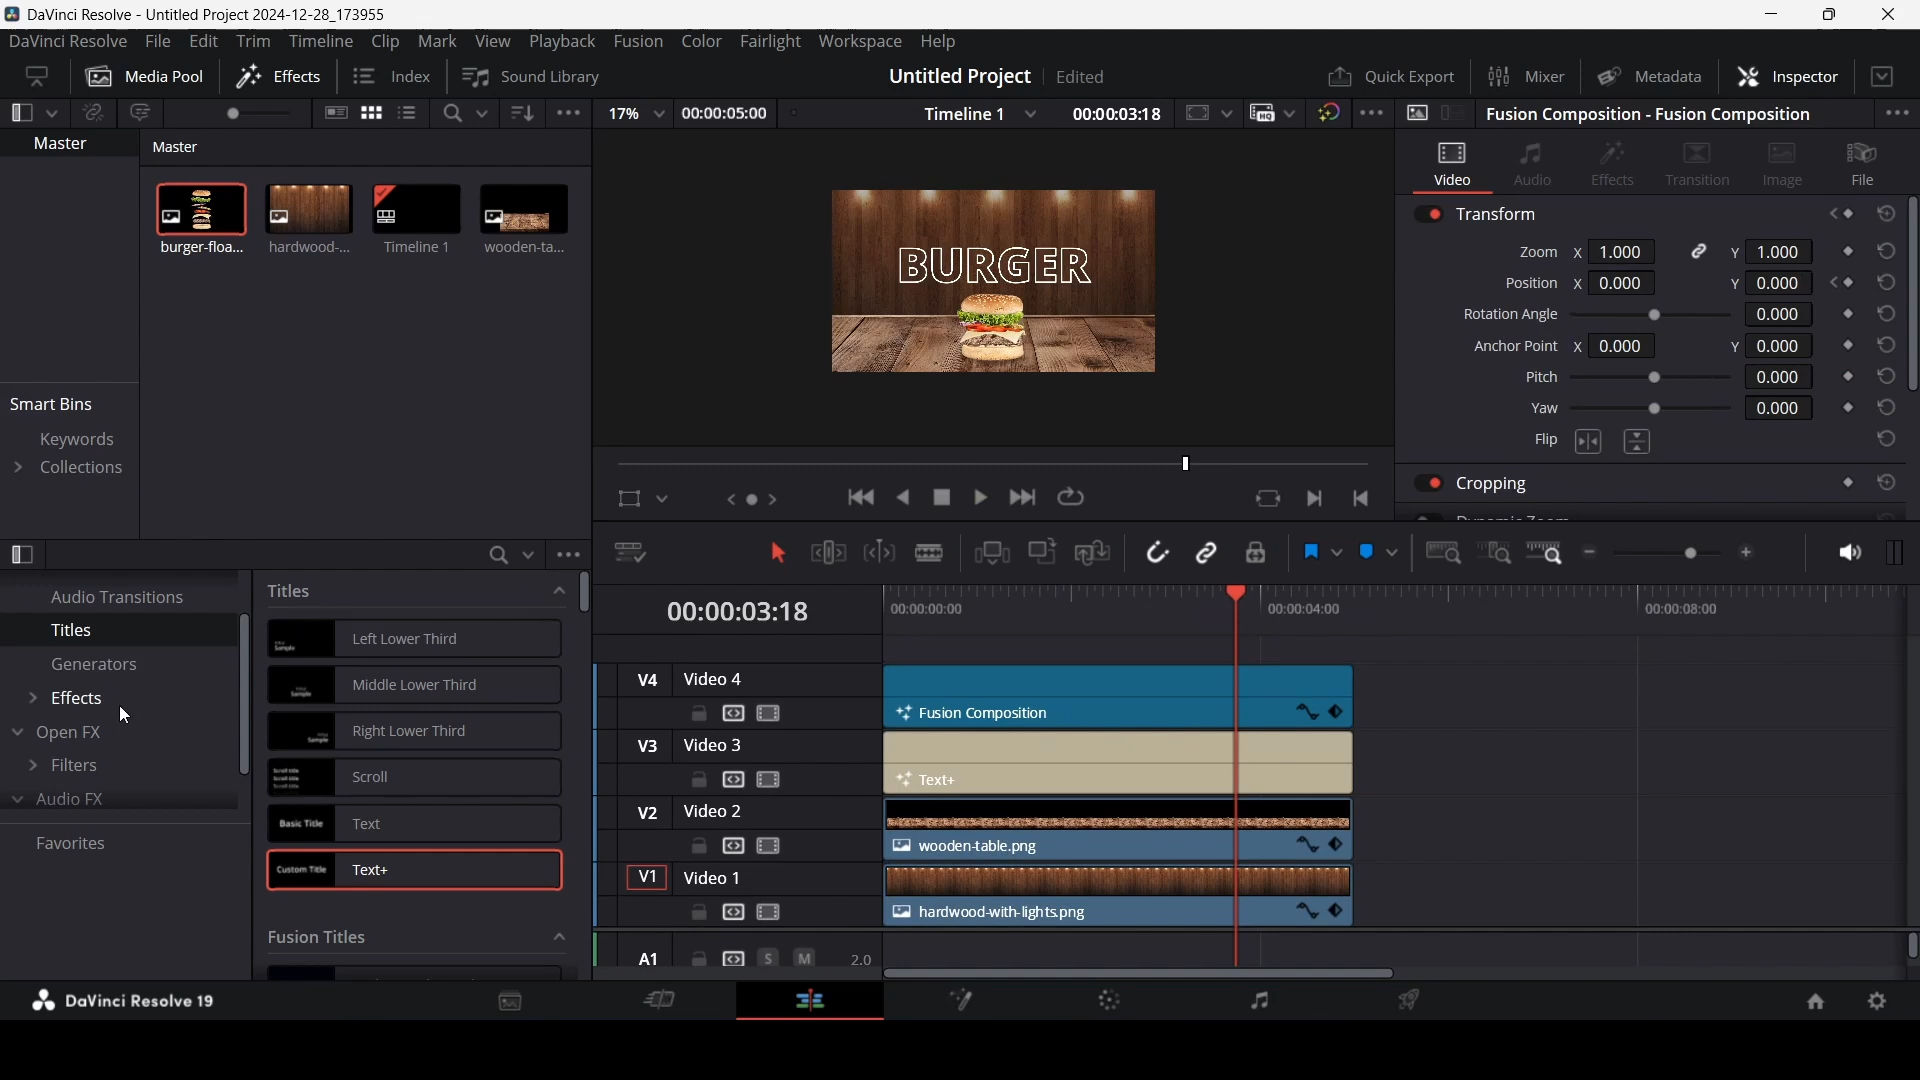 DaVinci Resolve - Untitled Project 2024-12-28_173955
DaVinci Resolve File Edit Trim Timeline Clip Mark View Playback Fusion Color Fairlight Workspace Help
Media Pool Effects Index Sound Library Untitled Project Edited Quick Export Mixer Metadata Inspector
17% 00:00:05:00 Timeline 1 00:00:03:18 HQ Fusion Composition - Fusion Composition
Master
Master
Video Audio Effects Transition Image File
burger-floa... hardwood-... Timeline 1 wooden-ta...
BURGER
Transform
Zoom X 1.000 Y 1.000
Position X 0.000 Y 0.000
Rotation Angle 0.000
Anchor Point X 0.000 Y 0.000
Pitch 0.000
Yaw 0.000
Flip
Cropping
Smart Bins
Keywords
Collections
Audio Transitions
Titles
Generators
Effects
Open FX
Filters
Audio FX
Favorites
Titles
Left Lower Third
Middle Lower Third
Right Lower Third
Scroll
Basic Title Text
Custom Title Text+
Fusion Titles
00:00:03:18 00:00:00:00 00:00:04:00 00:00:08:00
V4 Video 4
Fusion Composition
V3 Video 3
Text+
V2 Video 2
wooden-table.png
V1 Video 1
hardwood-with-lights.png
A1 S M 2.0
DaVinci Resolve 19